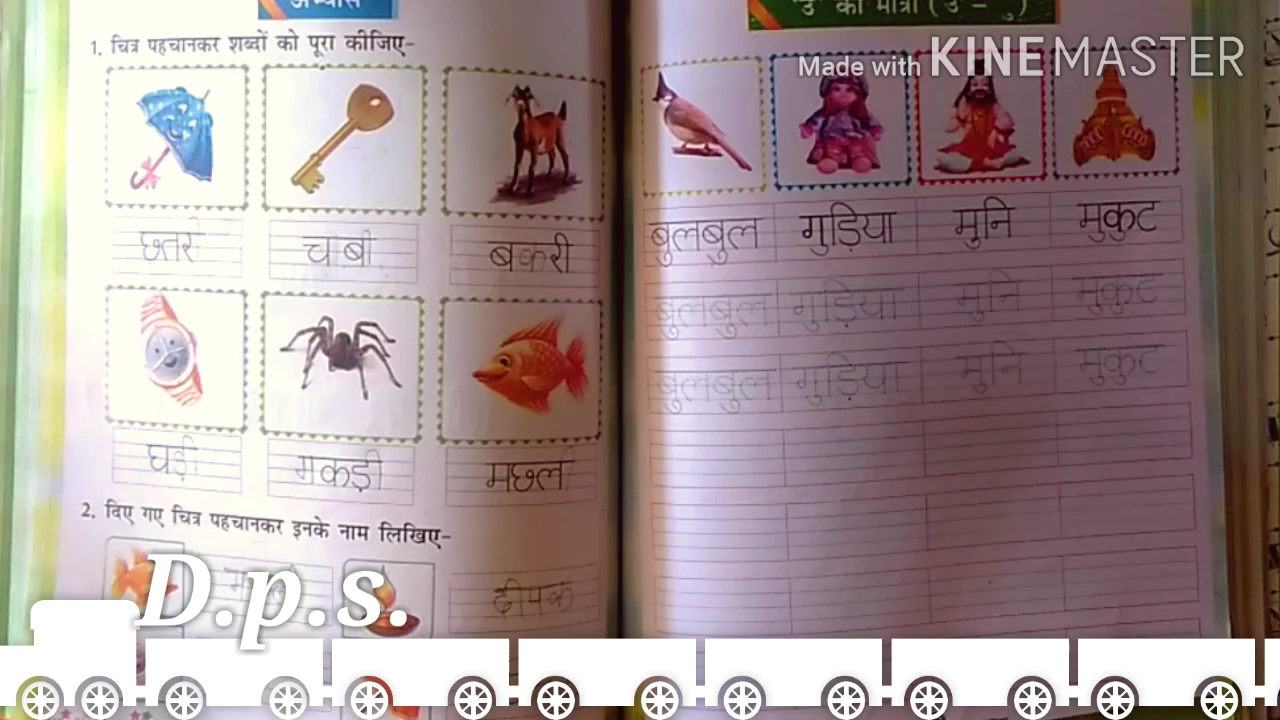 अभ्यास
1. चित्र पहचानकर शब्दों को पूरा कीजिए-
छतरी चाबी बकरी
घड़ी मकड़ी मछली
2. दिए गए चित्र पहचानकर इनके नाम लिखिए-
दीपक
D.p.s.
'उ' की मात्रा ( उ - ु )
Made with KINEMASTER
बुलबुल गुड़िया मुनि मुकुट
बुलबुल गुड़िया मुनि मुकुट
बुलबुल गुड़िया मुनि मुकुट